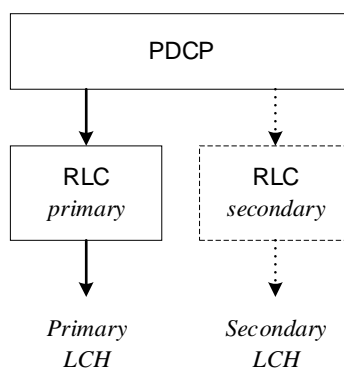 PDCP
RLC
primary
RLC
secondary
Primary
LCH
Secondary
LCH